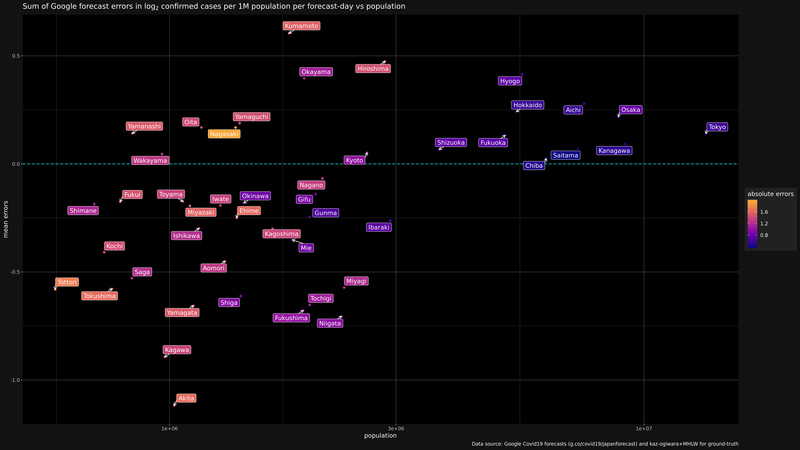 Sum of Google forecast errors in log₂ confirmed cases per 1M population per forecast-day vs population
Kumamoto
Okayama
Hiroshima
Hyogo
Hokkaido
Aichi
Osaka
Tokyo
Yamanashi
Oita
Yamaguchi
Nagasaki
Shizuoka
Fukuoka
Saitama
Kanagawa
Chiba
Wakayama
Kyoto
Nagano
Fukui
Toyama
Iwate
Okinawa
Gifu
Shimane
Miyazaki
Ehime
Gunma
Ibaraki
Ishikawa
Kagoshima
Mie
Kochi
Saga
Aomori
Tottori
Tokushima
Miyagi
Shiga
Tochigi
Yamagata
Fukushima
Niigata
Kagawa
Akita
0.5
0.0
-0.5
-1.0
mean errors
1e+06
3e+06
1e+07
population
absolute errors
1.6
1.2
0.8
Data source: Google Covid19 forecasts (g.co/covid19/japanforecast) and kaz-ogiwara+MHLW for ground-truth